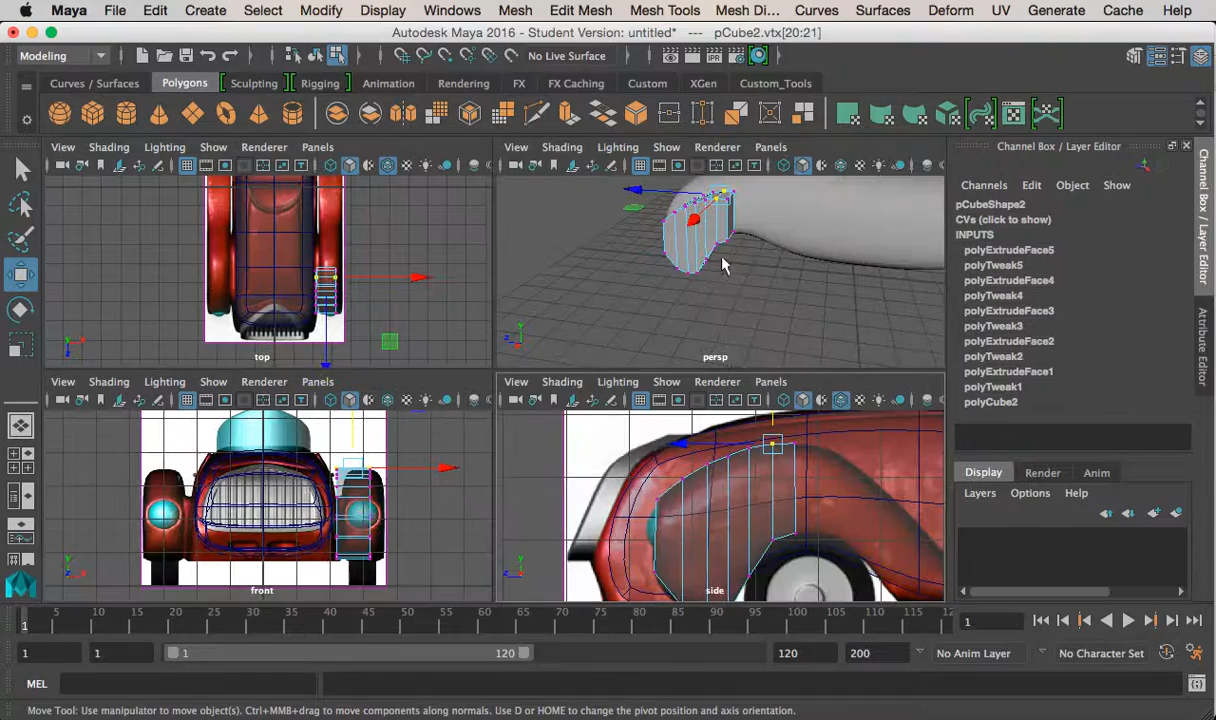 Maya File Edit Create Select Modify Display Windows Mesh Edit Mesh Mesh Tools Mesh Di... Curves Surfaces Deform UV Generate Cache Help
Autodesk Maya 2016 - Student Version: untitled* --- pCube2.vtx[20:21]
Modeling No Live Surface
Curves / Surfaces Polygons Sculpting Rigging Animation Rendering FX FX Caching Custom XGen Custom_Tools
IPR
View Shading Lighting Show Renderer Panels
View Shading Lighting Show Renderer Panels
Channel Box / Layer Editor
Channels Edit Object Show
pCubeShape2
CVs (click to show)
INPUTS
polyExtrudeFace5
polyTweak5
polyExtrudeFace4
polyTweak4
polyExtrudeFace3
polyTweak3
polyExtrudeFace2
polyTweak2
polyExtrudeFace1
polyTweak1
polyCube2
Channel Box / Layer Editor
Attribute Editor
top
persp
View Shading Lighting Show Renderer Panels
View Shading Lighting Show Renderer Panels
front
side
Display Render Anim
Layers Options Help
1 5 10 15 20 25 30 35 40 45 50 55 60 65 70 75 80 85 90 95 100 105 110 115 12
1
1 1 1 120 120 200 No Anim Layer No Character Set
MEL
Move Tool: Use manipulator to move object(s). Ctrl+MMB+drag to move components along normals. Use D or HOME to change the pivot position and axis orientation.